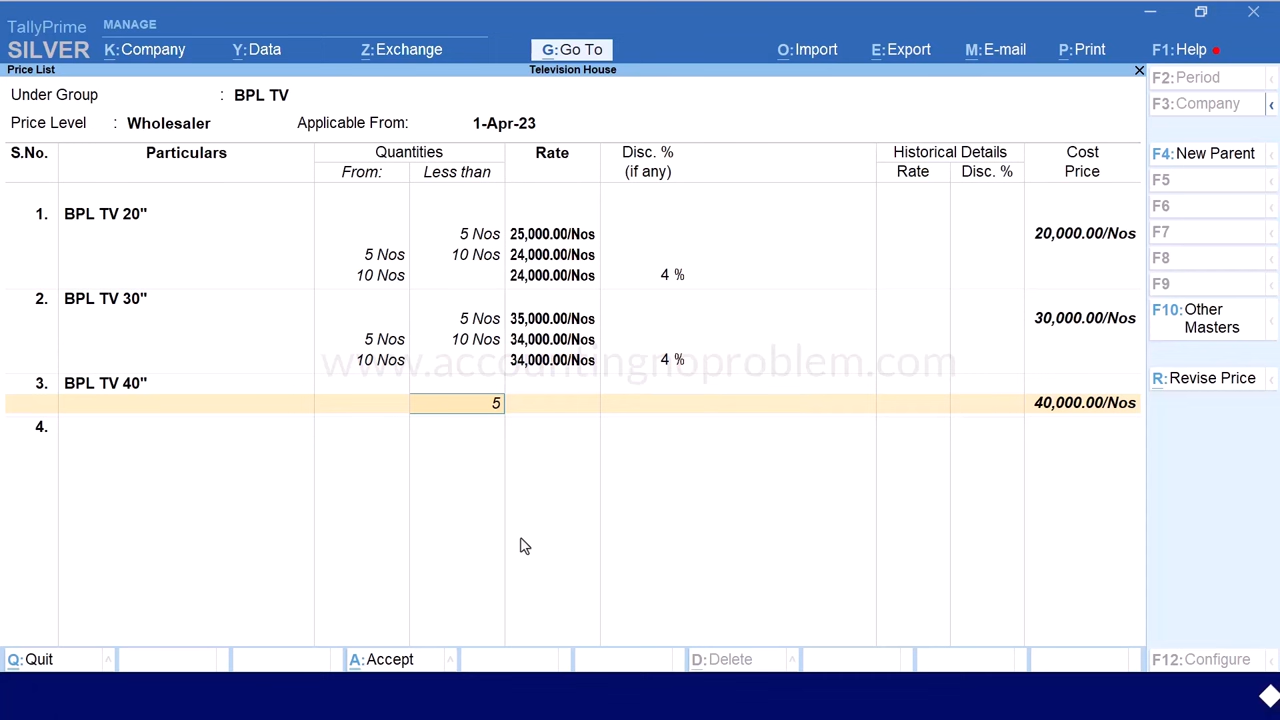 TallyPrime MANAGE
SILVER K:Company Y:Data Z:Exchange G:Go To O:Import E:Export M:E-mail P:Print F1:Help
Price List Television House
Under Group : BPL TV
Price Level : Wholesaler Applicable From: 1-Apr-23
S.No. Particulars Quantities Rate Disc. % Historical Details Cost
From: Less than (if any) Rate Disc. % Price
1. BPL TV 20"
5 Nos 25,000.00/Nos 20,000.00/Nos
5 Nos 10 Nos 24,000.00/Nos
10 Nos 24,000.00/Nos 4 %
2. BPL TV 30"
5 Nos 35,000.00/Nos 30,000.00/Nos
5 Nos 10 Nos 34,000.00/Nos
10 Nos 34,000.00/Nos 4 %
www.accountingnoproblem.com
3. BPL TV 40"
5 40,000.00/Nos
4.
F2:Period
F3:Company
F4:New Parent
F5
F6
F7
F8
F9
F10:Other
Masters
R:Revise Price
Q:Quit A:Accept D:Delete F12:Configure